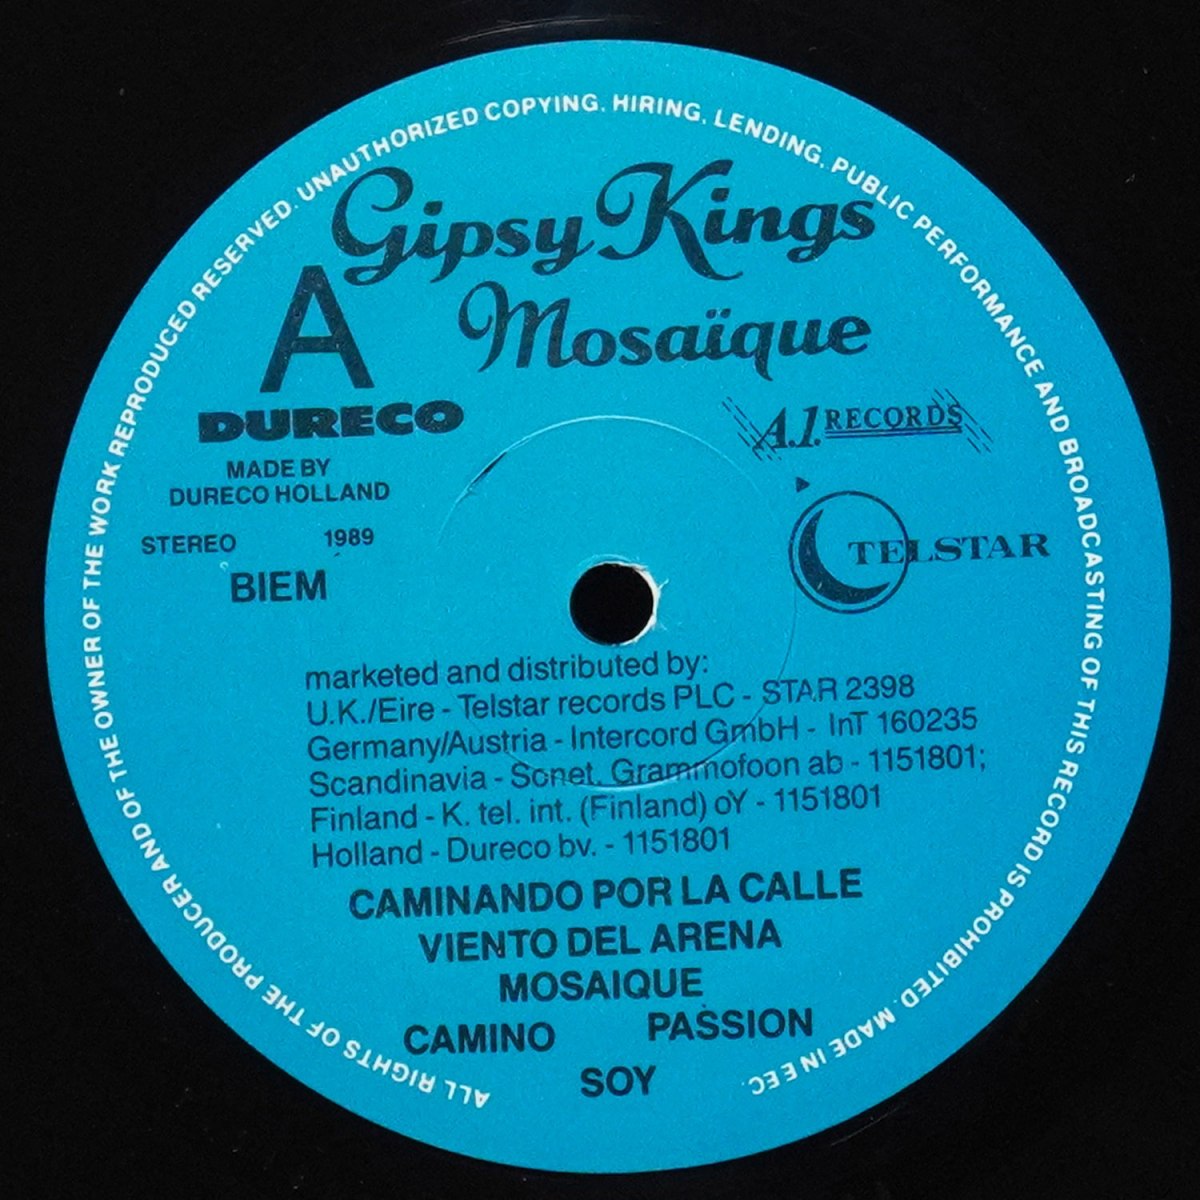 ALL RIGHTS OF THE PRODUCER AND OF THE OWNER OF THE WORK REPRODUCED RESERVED. UNAUTHORIZED COPYING. HIRING. LENDING. PUBLIC PERFORMANCE AND BROADCASTING OF THIS RECORD IS PROHIBITED. MADE IN EEC.
Gipsy Kings
Mosaïque
A
DURECO
MADE BY
DURECO HOLLAND
STEREO 1989
BIEM
A.1. RECORDS
TELSTAR
marketed and distributed by:
U.K./Eire - Telstar records PLC - STAR 2398
Germany/Austria - Intercord GmbH - InT 160235
Scandinavia - Sonet. Grammofoon ab - 1151801;
Finland - K. tel. int. (Finland) oY - 1151801
Holland - Dureco bv. - 1151801
CAMINANDO POR LA CALLE
VIENTO DEL ARENA
MOSAIQUE
CAMINO PASSION
SOY